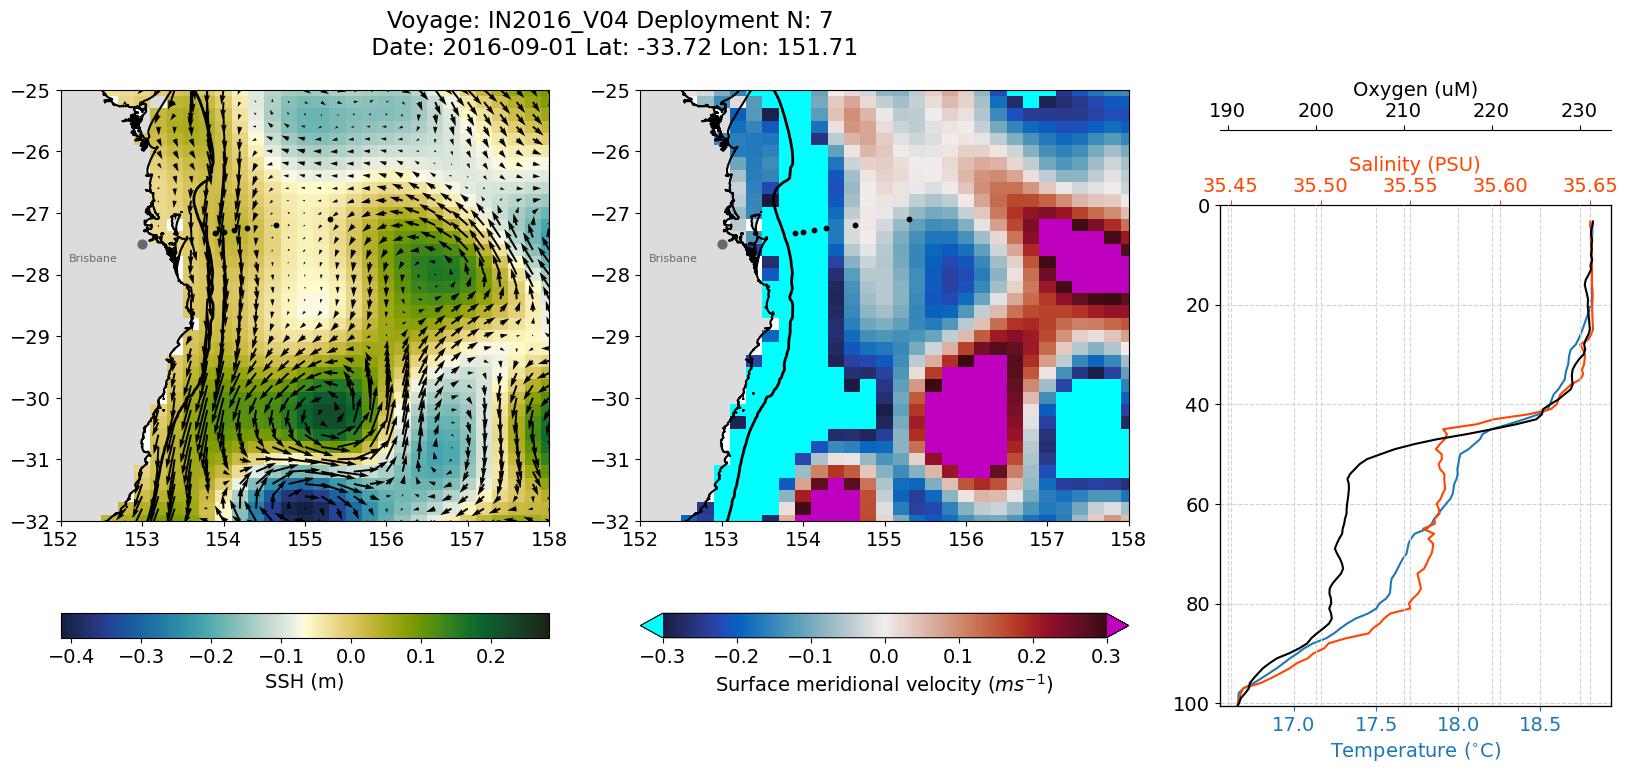 Voyage: IN2016_V04 Deployment N: 7
Date: 2016-09-01 Lat: -33.72 Lon: 151.71
−25
−26
−27
−28
−29
−30
−31
−32
152 153 154 155 156 157 158
Brisbane
−0.4 −0.3 −0.2 −0.1 0.0 0.1 0.2
SSH (m)
−25
−26
−27
−28
−29
−30
−31
−32
152 153 154 155 156 157 158
Brisbane
−0.3 −0.2 −0.1 0.0 0.1 0.2 0.3
Surface meridional velocity (ms⁻¹)
Oxygen (uM)
190 200 210 220 230
Salinity (PSU)
35.45 35.50 35.55 35.60 35.65
0
20
40
60
80
100
17.0 17.5 18.0 18.5
Temperature (°C)